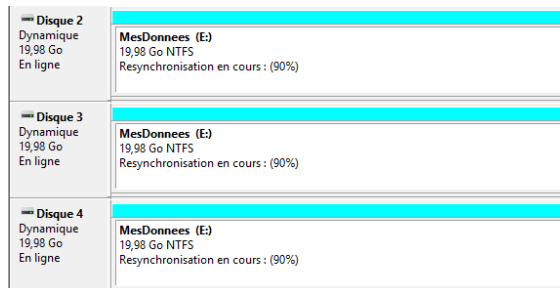 Disque 2
Dynamique
19,98 Go
En ligne
MesDonnees (E:)
19,98 Go NTFS
Resynchronisation en cours : (90%)
Disque 3
Dynamique
19,98 Go
En ligne
MesDonnees (E:)
19,98 Go NTFS
Resynchronisation en cours : (90%)
Disque 4
Dynamique
19,98 Go
En ligne
MesDonnees (E:)
19,98 Go NTFS
Resynchronisation en cours : (90%)